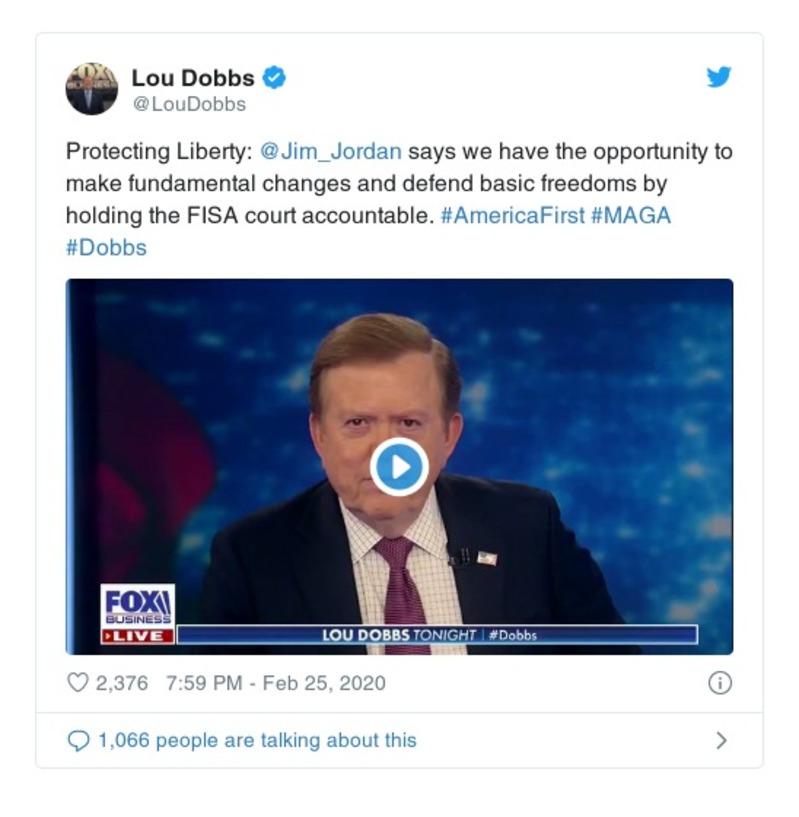 Lou Dobbs
@LouDobbs
Protecting Liberty: @Jim_Jordan says we have the opportunity to
make fundamental changes and defend basic freedoms by
holding the FISA court accountable. #AmericaFirst #MAGA
#Dobbs
FOX
BUSINESS
LIVE
LOU DOBBS TONIGHT | #Dobbs
2,376 7:59 PM - Feb 25, 2020
1,066 people are talking about this